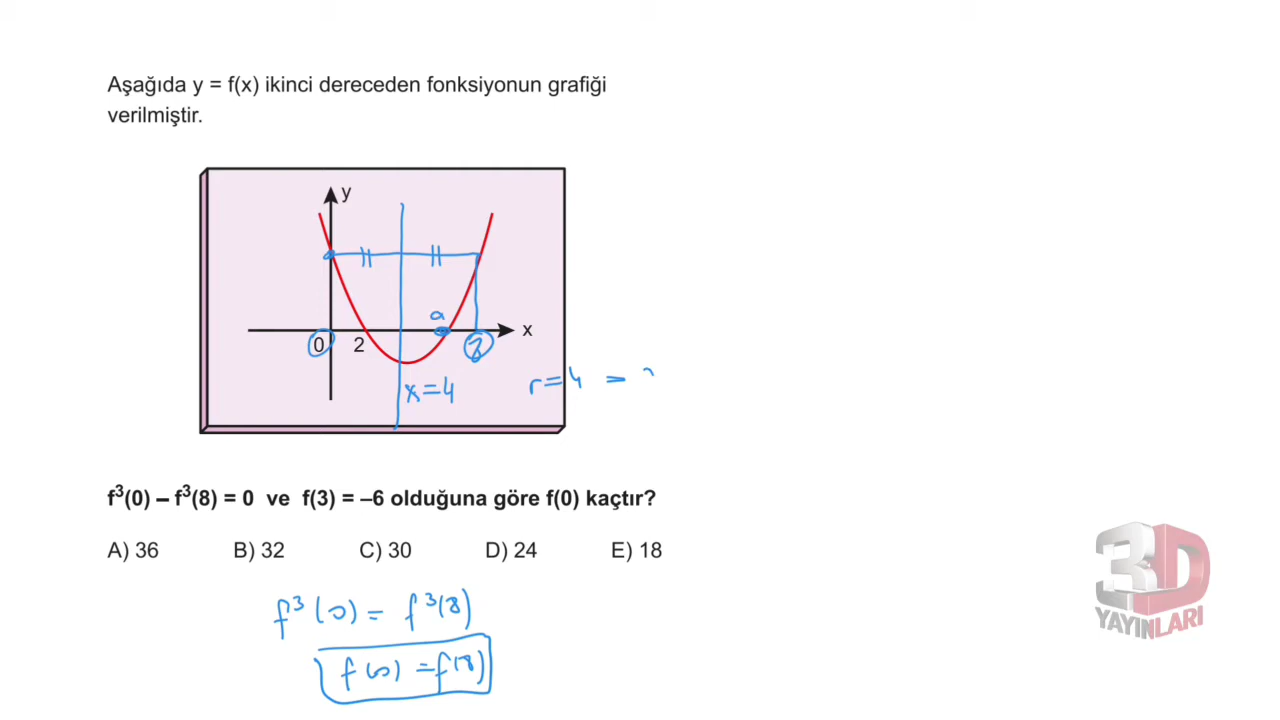 Aşağıda y = f(x) ikinci dereceden fonksiyonun grafiği
verilmiştir.
y
a
x
0
2
8
x=4
r=4 =
f³(0) – f³(8) = 0 ve f(3) = –6 olduğuna göre f(0) kaçtır?
A) 36 B) 32 C) 30 D) 24 E) 18
f³(0) = f³(8)
f(0) = f(8)
3D
YAYINLARI